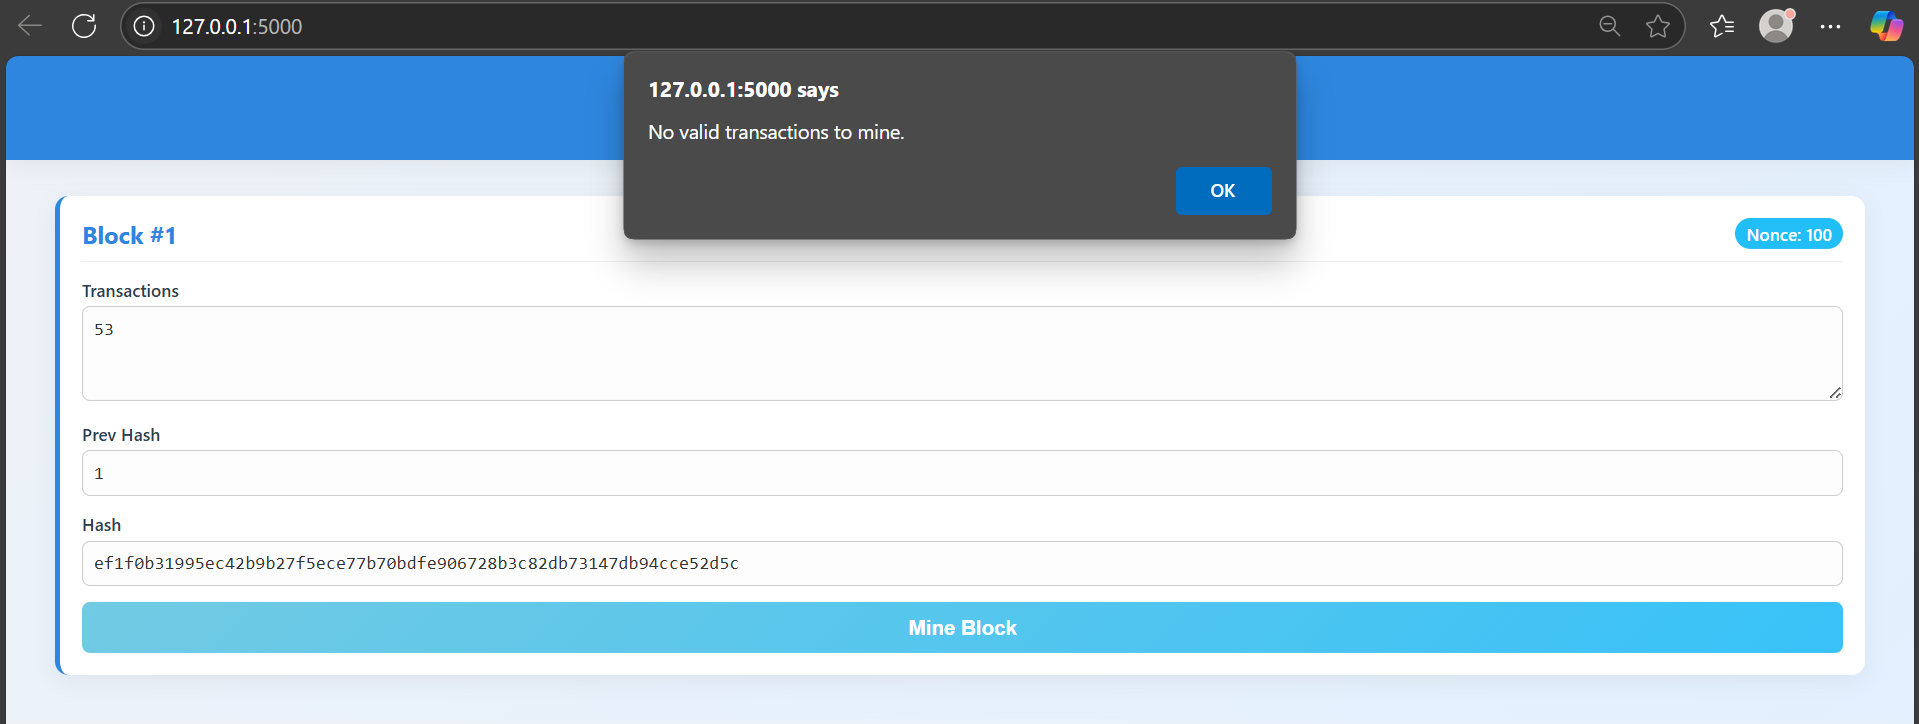 127.0.0.1:5000
127.0.0.1:5000 says
No valid transactions to mine.
OK
Block #1
Nonce: 100
Transactions
53
Prev Hash
1
Hash
ef1f0b31995ec42b9b27f5ece77b70bdfe906728b3c82db73147db94cce52d5c
Mine Block